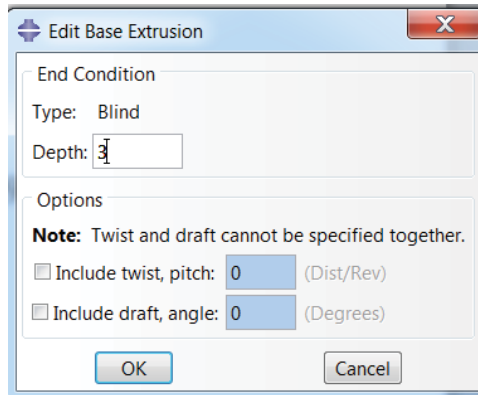 Edit Base Extrusion
X
End Condition
Type: Blind
Depth: 3
Options
Note: Twist and draft cannot be specified together.
Include twist, pitch: 0 (Dist/Rev)
Include draft, angle: 0 (Degrees)
OK Cancel